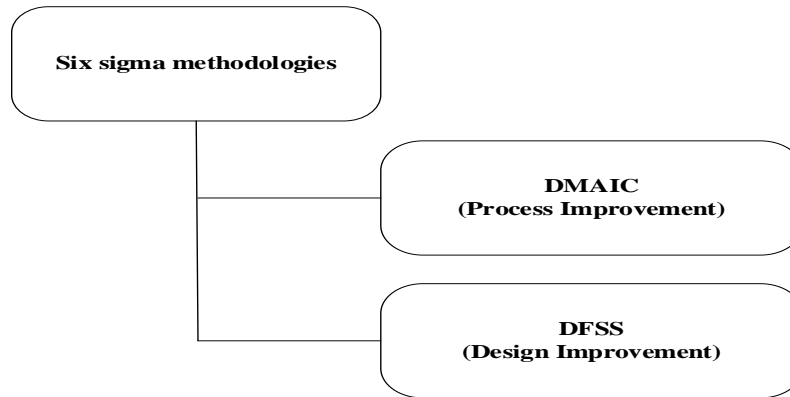 Six sigma methodologies
DMAIC
(Process Improvement)
DFSS
(Design Improvement)